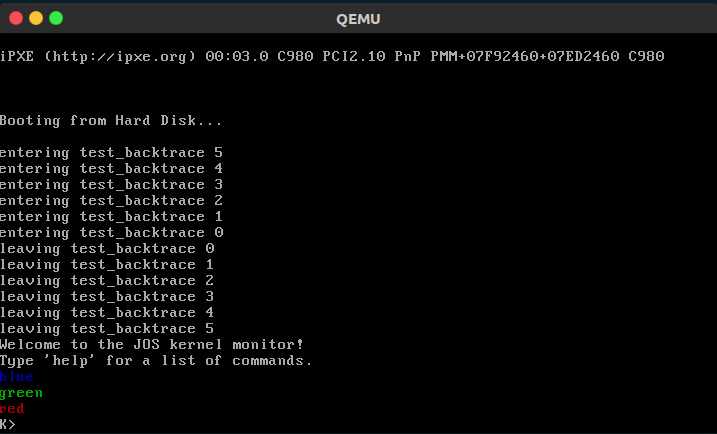 QEMU
iPXE (http://ipxe.org) 00:03.0 C980 PCI2.10 PnP PMM+07F92460+07ED2460 C980
Booting from Hard Disk...
entering test_backtrace 5
entering test_backtrace 4
entering test_backtrace 3
entering test_backtrace 2
entering test_backtrace 1
entering test_backtrace 0
leaving test_backtrace 0
leaving test_backtrace 1
leaving test_backtrace 2
leaving test_backtrace 3
leaving test_backtrace 4
leaving test_backtrace 5
Welcome to the JOS kernel monitor!
Type 'help' for a list of commands.
blue
green
red
K>